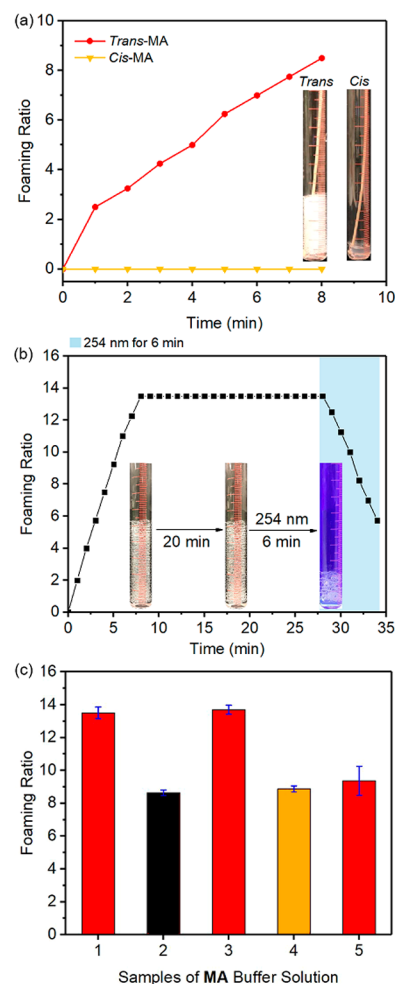 (a)
10
8
6
4
2
0
Foaming Ratio
Trans-MA
Cis-MA
Trans Cis
0 2 4 6 8 10
Time (min)
254 nm for 6 min
(b)
16
14
12
10
8
6
4
2
0
Foaming Ratio
20 min
254 nm
6 min
0 5 10 15 20 25 30 35
Time (min)
(c)
16
14
12
10
8
6
4
2
0
Foaming Ratio
1 2 3 4 5
Samples of MA Buffer Solution